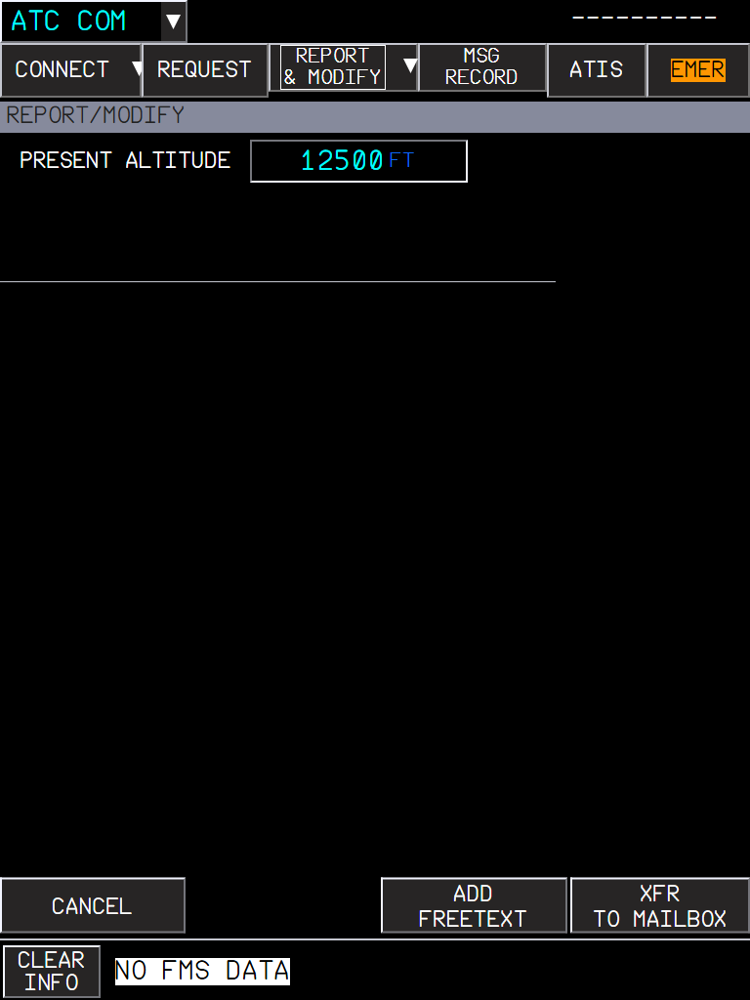 ATC COM ▼ ----------
CONNECT ▼ REQUEST REPORT & MODIFY ▼ MSG RECORD ATIS EMER
REPORT/MODIFY
PRESENT ALTITUDE 12500 FT
CANCEL
ADD
FREETEXT
XFR
TO MAILBOX
CLEAR
INFO
NO FMS DATA